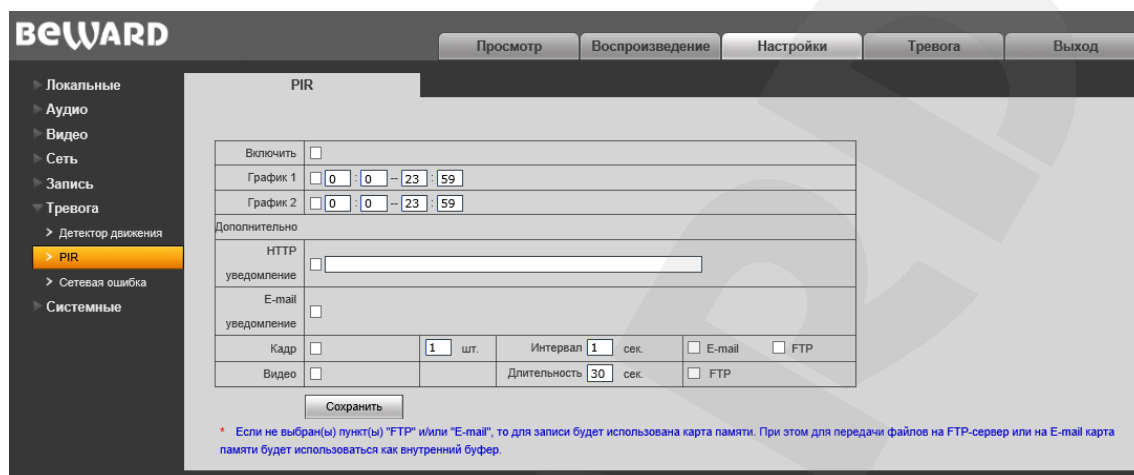 BEWARD
Просмотр Воспроизведение Настройки Тревога Выход
Локальные
Аудио
Видео
Сеть
Запись
Тревога
> Детектор движения
> PIR
> Сетевая ошибка
Системные
PIR
Включить
График 1 0 : 0 -- 23 : 59
График 2 0 : 0 -- 23 : 59
Дополнительно
HTTP
уведомление
E-mail
уведомление
Кадр 1 шт. Интервал 1 сек. E-mail FTP
Видео Длительность 30 сек. FTP
Сохранить
* Если не выбран(ы) пункт(ы) "FTP" и/или "E-mail", то для записи будет использована карта памяти. При этом для передачи файлов на FTP-сервер или на E-mail карта
памяти будет использоваться как внутренний буфер.